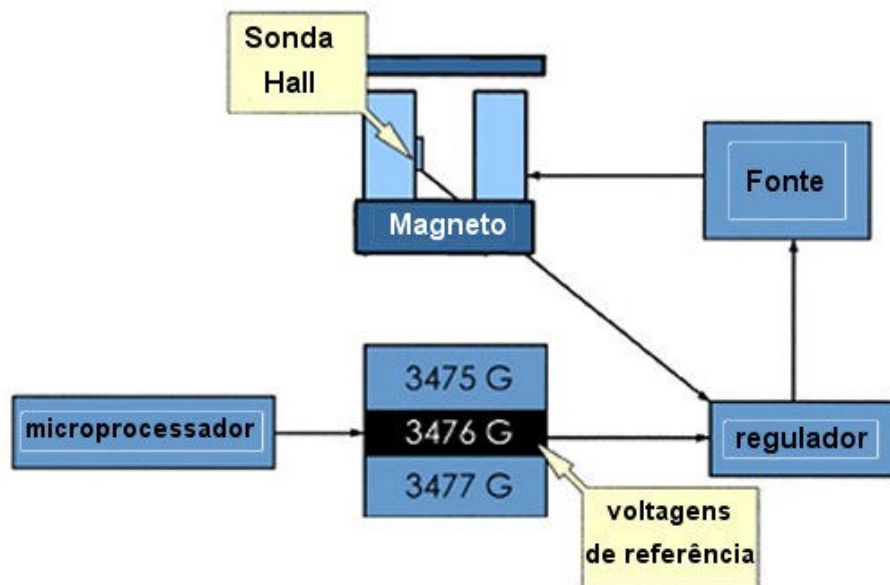 Sonda
Hall
Fonte
Magneto
3475 G
microprocessador
3476 G
regulador
3477 G
voltagens
de referência